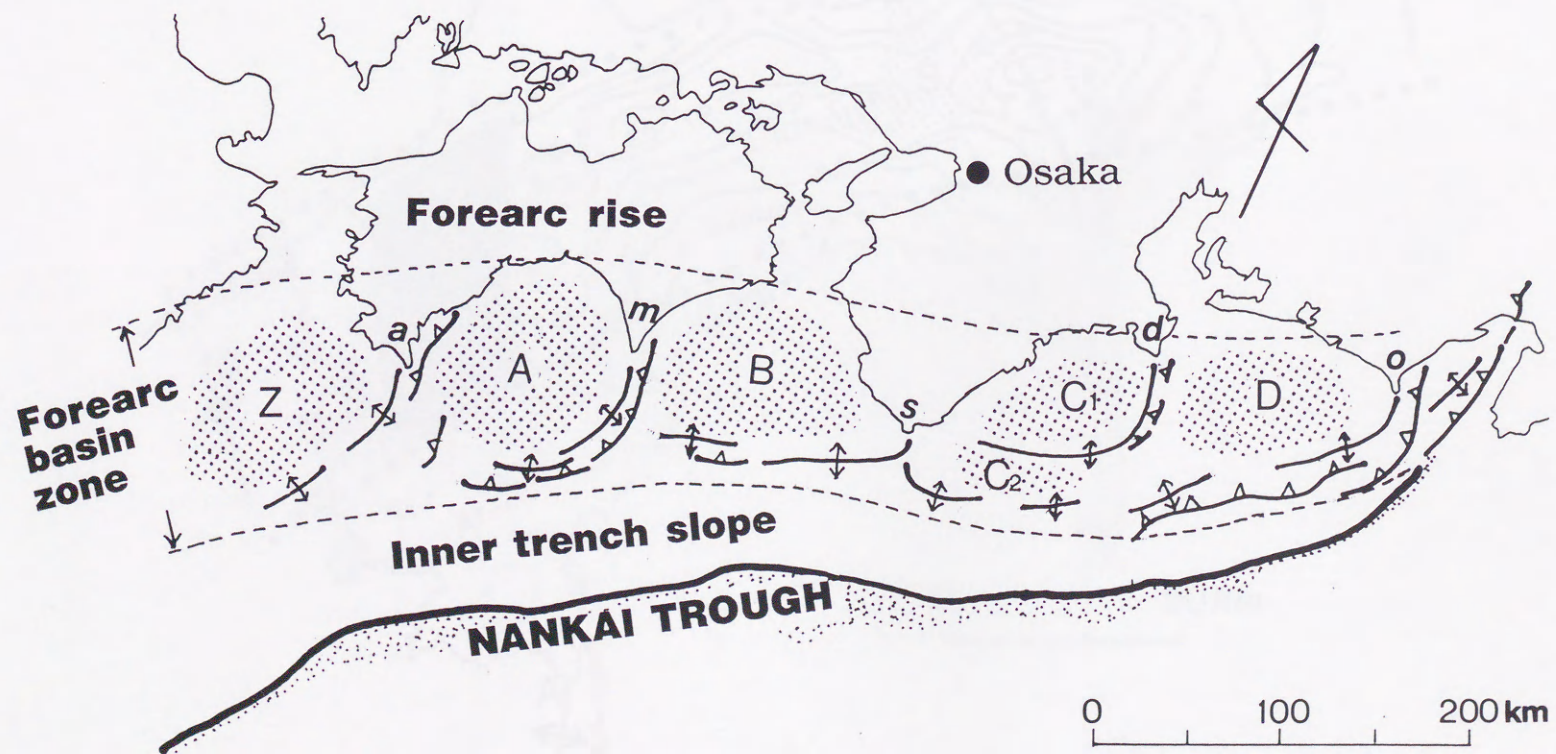 Osaka
Forearc rise
a
m
d
o
s
Z
A
B
C1
D
C2
Forearc
basin
zone
Inner trench slope
NANKAI TROUGH
0 100 200 km